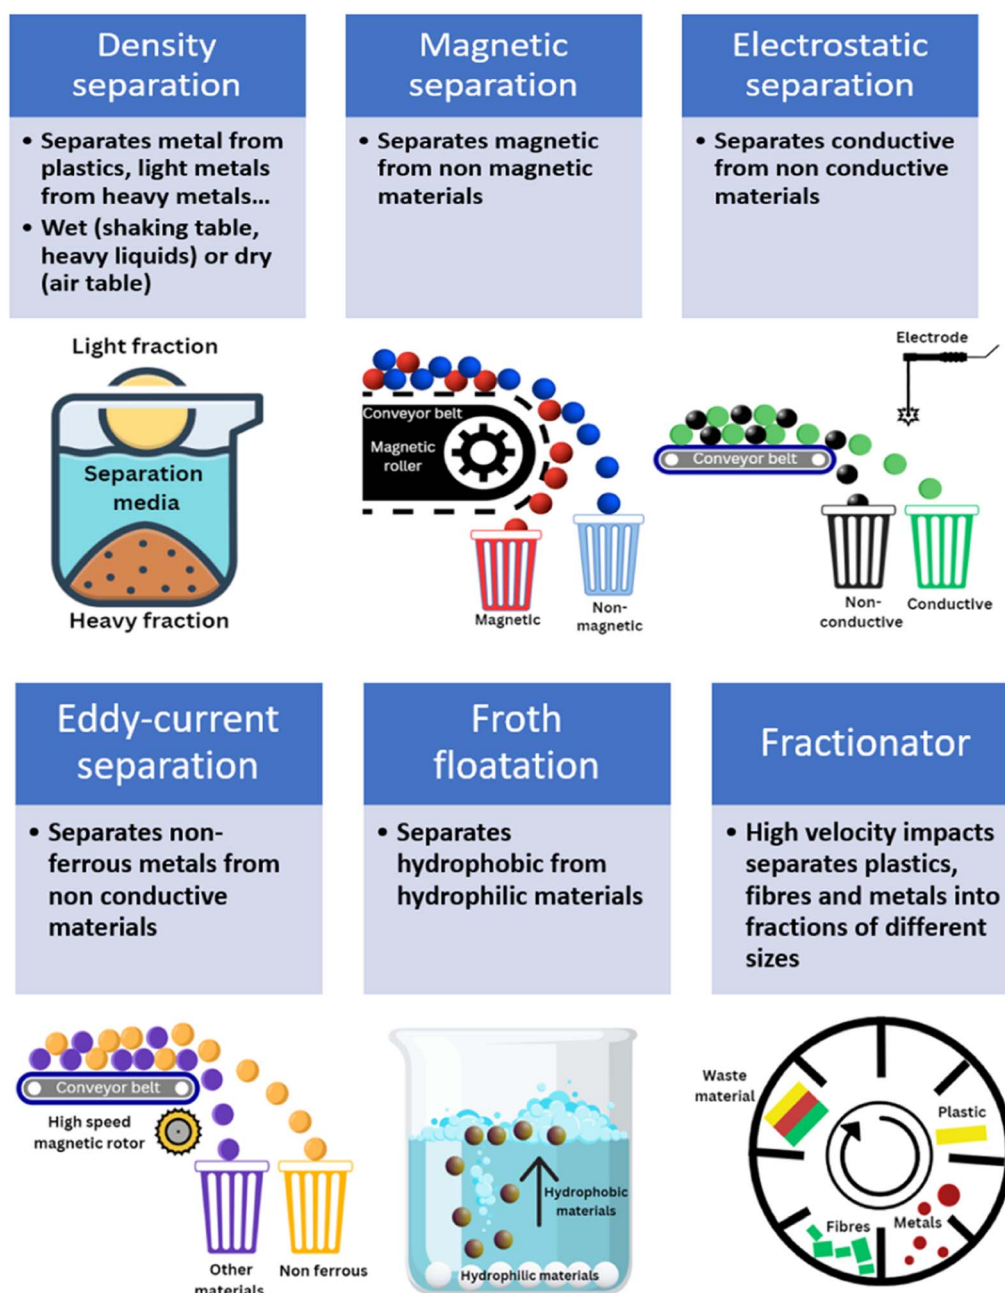 Density
separation
• Separates metal from
plastics, light metals
from heavy metals...
• Wet (shaking table,
heavy liquids) or dry
(air table)
Magnetic
separation
• Separates magnetic
from non magnetic
materials
Electrostatic
separation
• Separates conductive
from non conductive
materials
Light fraction
Separation
media
Heavy fraction
Conveyor belt
Magnetic
roller
Magnetic
Non-
magnetic
Electrode
Conveyor belt
Non-
conductive
Conductive
Eddy-current
separation
• Separates non-
ferrous metals from
non conductive
materials
Froth
floatation
• Separates
hydrophobic from
hydrophilic materials
Fractionator
• High velocity impacts
separates plastics,
fibres and metals into
fractions of different
sizes
Conveyor belt
High speed
magnetic rotor
Other
materials
Non ferrous
Hydrophobic
materials
Hydrophilic materials
Waste
material
Plastic
Fibres
Metals